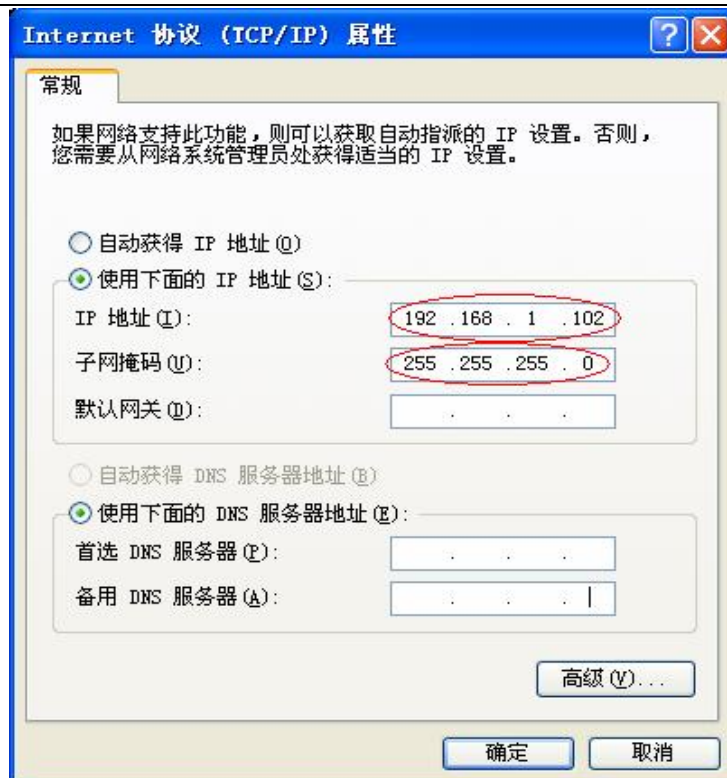 Internet 协议 (TCP/IP) 属性
常规
如果网络支持此功能，则可以获取自动指派的 IP 设置。否则，
您需要从网络系统管理员处获得适当的 IP 设置。
自动获得 IP 地址(O)
使用下面的 IP 地址(S):
IP 地址(I): 192 .168 . 1 .102
子网掩码(U): 255 .255 .255 . 0
默认网关(D): . . .
自动获得 DNS 服务器地址(B)
使用下面的 DNS 服务器地址(E):
首选 DNS 服务器(P): . . .
备用 DNS 服务器(A): . . .
高级(V)...
确定 取消